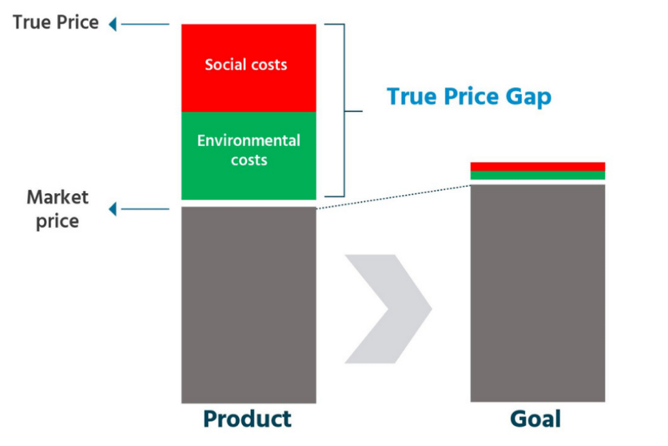 True Price
Social costs
True Price Gap
Environmental
costs
Market
price
Product
Goal